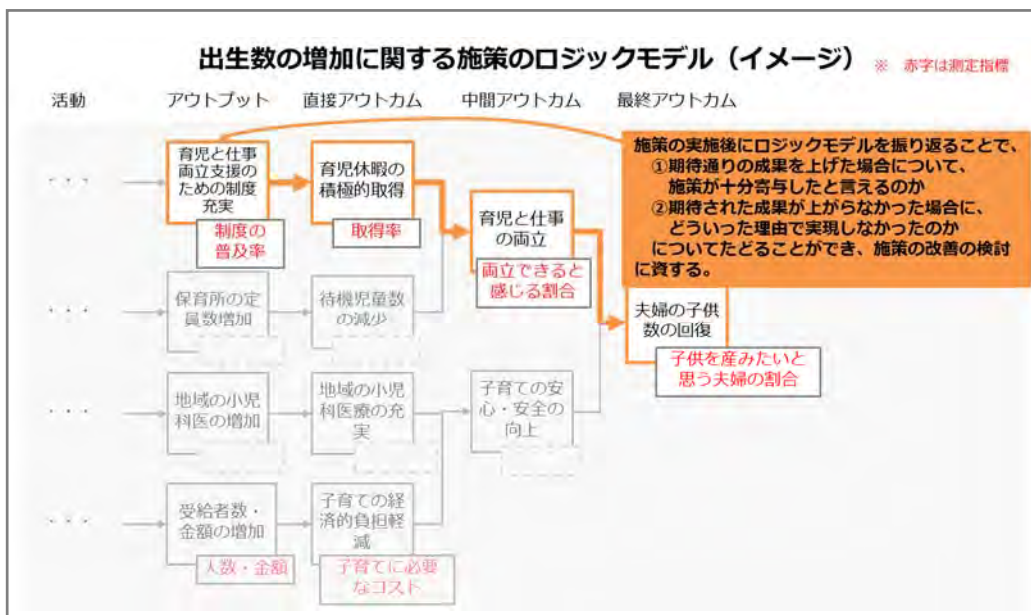 出生数の増加に関する施策のロジックモデル（イメージ）
※ 赤字は測定指標
活動
アウトプット
直接アウトカム
中間アウトカム
最終アウトカム
・・・
育児と仕事
両立支援の
ための制度
充実
制度の
普及率
育児休暇の
積極的取得
取得率
育児と仕事
の両立
両立できると
感じる割合
施策の実施後にロジックモデルを振り返ることで、
①期待通りの成果を上げた場合について、
施策が十分寄与したと言えるのか
②期待された成果が上がらなかった場合に、
どういった理由で実現しなかったのか
についてたどることができ、施策の改善の検討
に資する。
・・・
保育所の定
員数増加
待機児童数
の減少
夫婦の子供
数の回復
子供を産みたいと
思う夫婦の割合
・・・
地域の小児
科医の増加
地域の小児
科医療の充
実
子育ての安
心・安全の
向上
・・・
受給者数・
金額の増加
人数・金額
子育ての経
済的負担軽
減
子育てに必要
なコスト